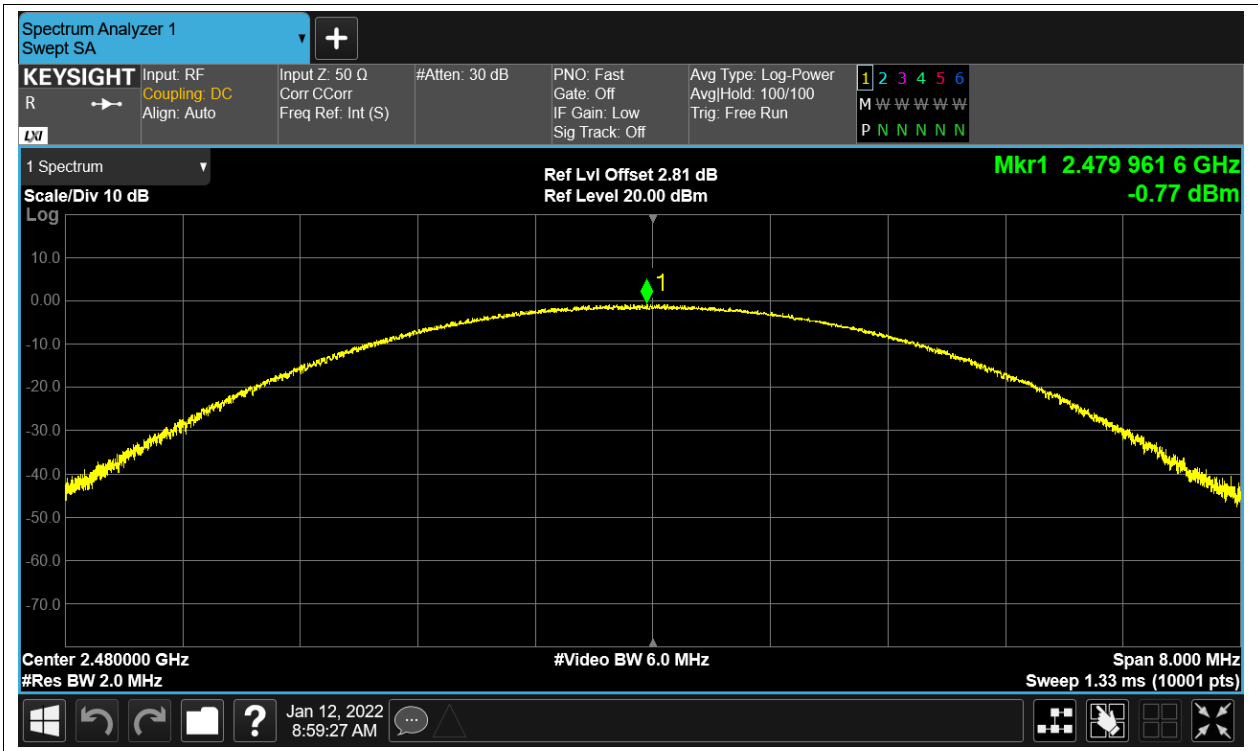 Spectrum Analyzer 1
Swept SA
KEYSIGHT
R
LXI
Input: RF
Coupling: DC
Align: Auto
Input Z: 50 Ω
Corr CCorr
Freq Ref: Int (S)
#Atten: 30 dB
PNO: Fast
Gate: Off
IF Gain: Low
Sig Track: Off
Avg Type: Log-Power
Avg|Hold: 100/100
Trig: Free Run
1 2 3 4 5 6
M W W W W W
P N N N N N
1 Spectrum
Scale/Div 10 dB
Log
Ref Lvl Offset 2.81 dB
Ref Level 20.00 dBm
Mkr1 2.479 961 6 GHz
-0.77 dBm
1
10.0
0.00
-10.0
-20.0
-30.0
-40.0
-50.0
-60.0
-70.0
Center 2.480000 GHz
#Res BW 2.0 MHz
#Video BW 6.0 MHz
Span 8.000 MHz
Sweep 1.33 ms (10001 pts)
?
Jan 12, 2022
8:59:27 AM